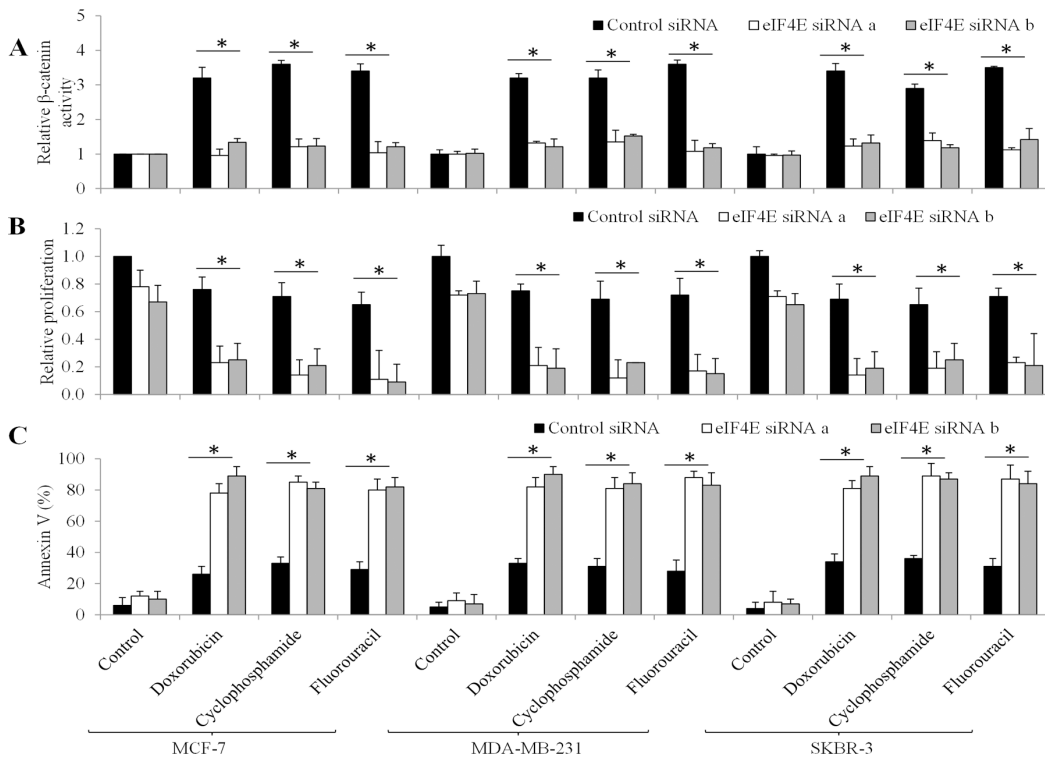 A
Relative β-catenin
activity
5
4
3
2
1
0
Control siRNA eIF4E siRNA a eIF4E siRNA b
* * * * * * * * *
B
Relative proliferation
1.2
1.0
0.8
0.6
0.4
0.2
0.0
Control siRNA eIF4E siRNA a eIF4E siRNA b
* * * * * * * * *
C
Annexin V (%)
100
80
60
40
20
0
Control siRNA eIF4E siRNA a eIF4E siRNA b
* * * * * * * * *
Control Doxorubicin Cyclophosphamide Fluorouracil Control Doxorubicin Cyclophosphamide Fluorouracil Control Doxorubicin Cyclophosphamide Fluorouracil
MCF-7 MDA-MB-231 SKBR-3